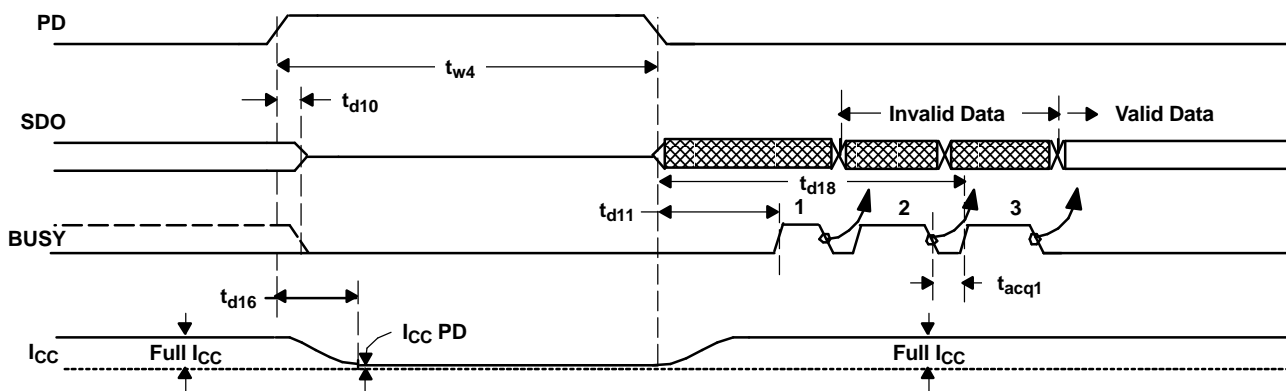 PD
tw4
td10
SDO
Invalid Data
Valid Data
td18
td11
1
2
3
BUSY
td16
tacq1
ICC PD
ICC
Full ICC
Full ICC